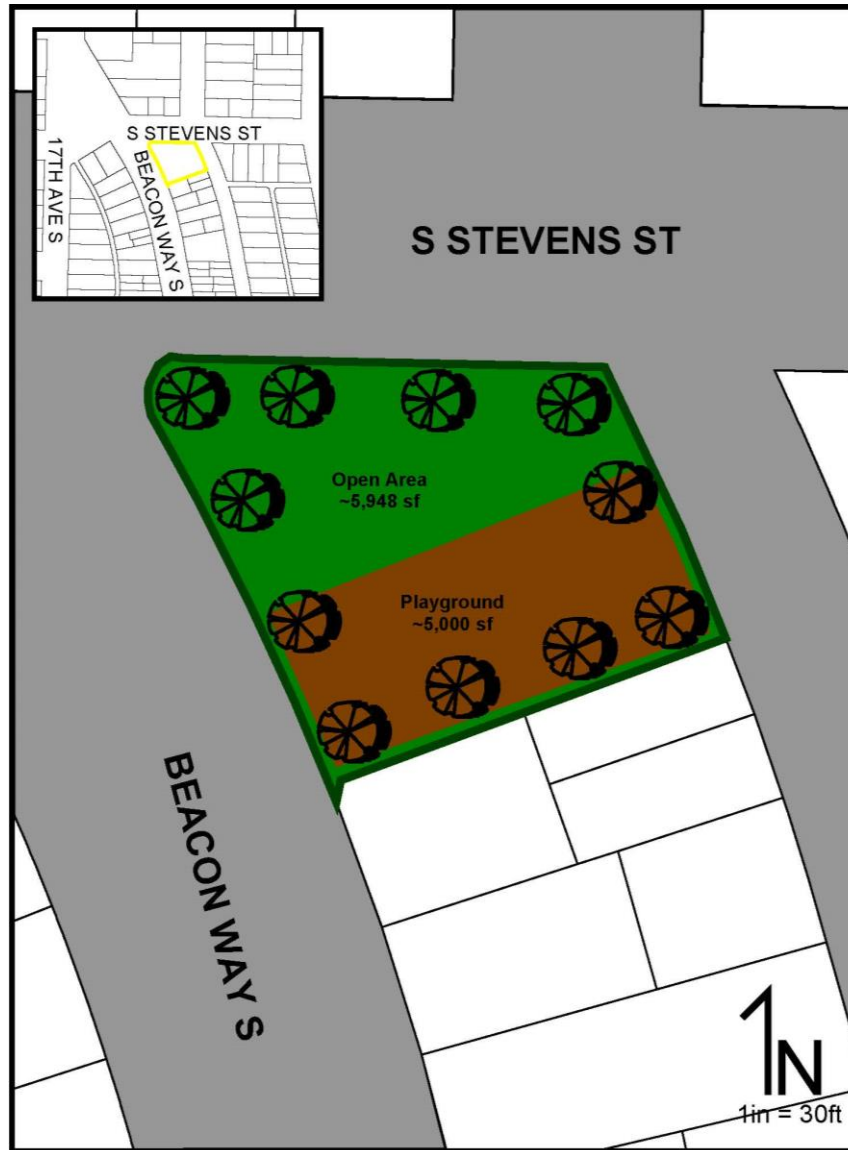 S STEVENS ST
17TH AVE S
BEACON WAY S
S STEVENS ST
Open Area
~5,948 sf
Playground
~5,000 sf
BEACON WAY S
N
1in = 30ft